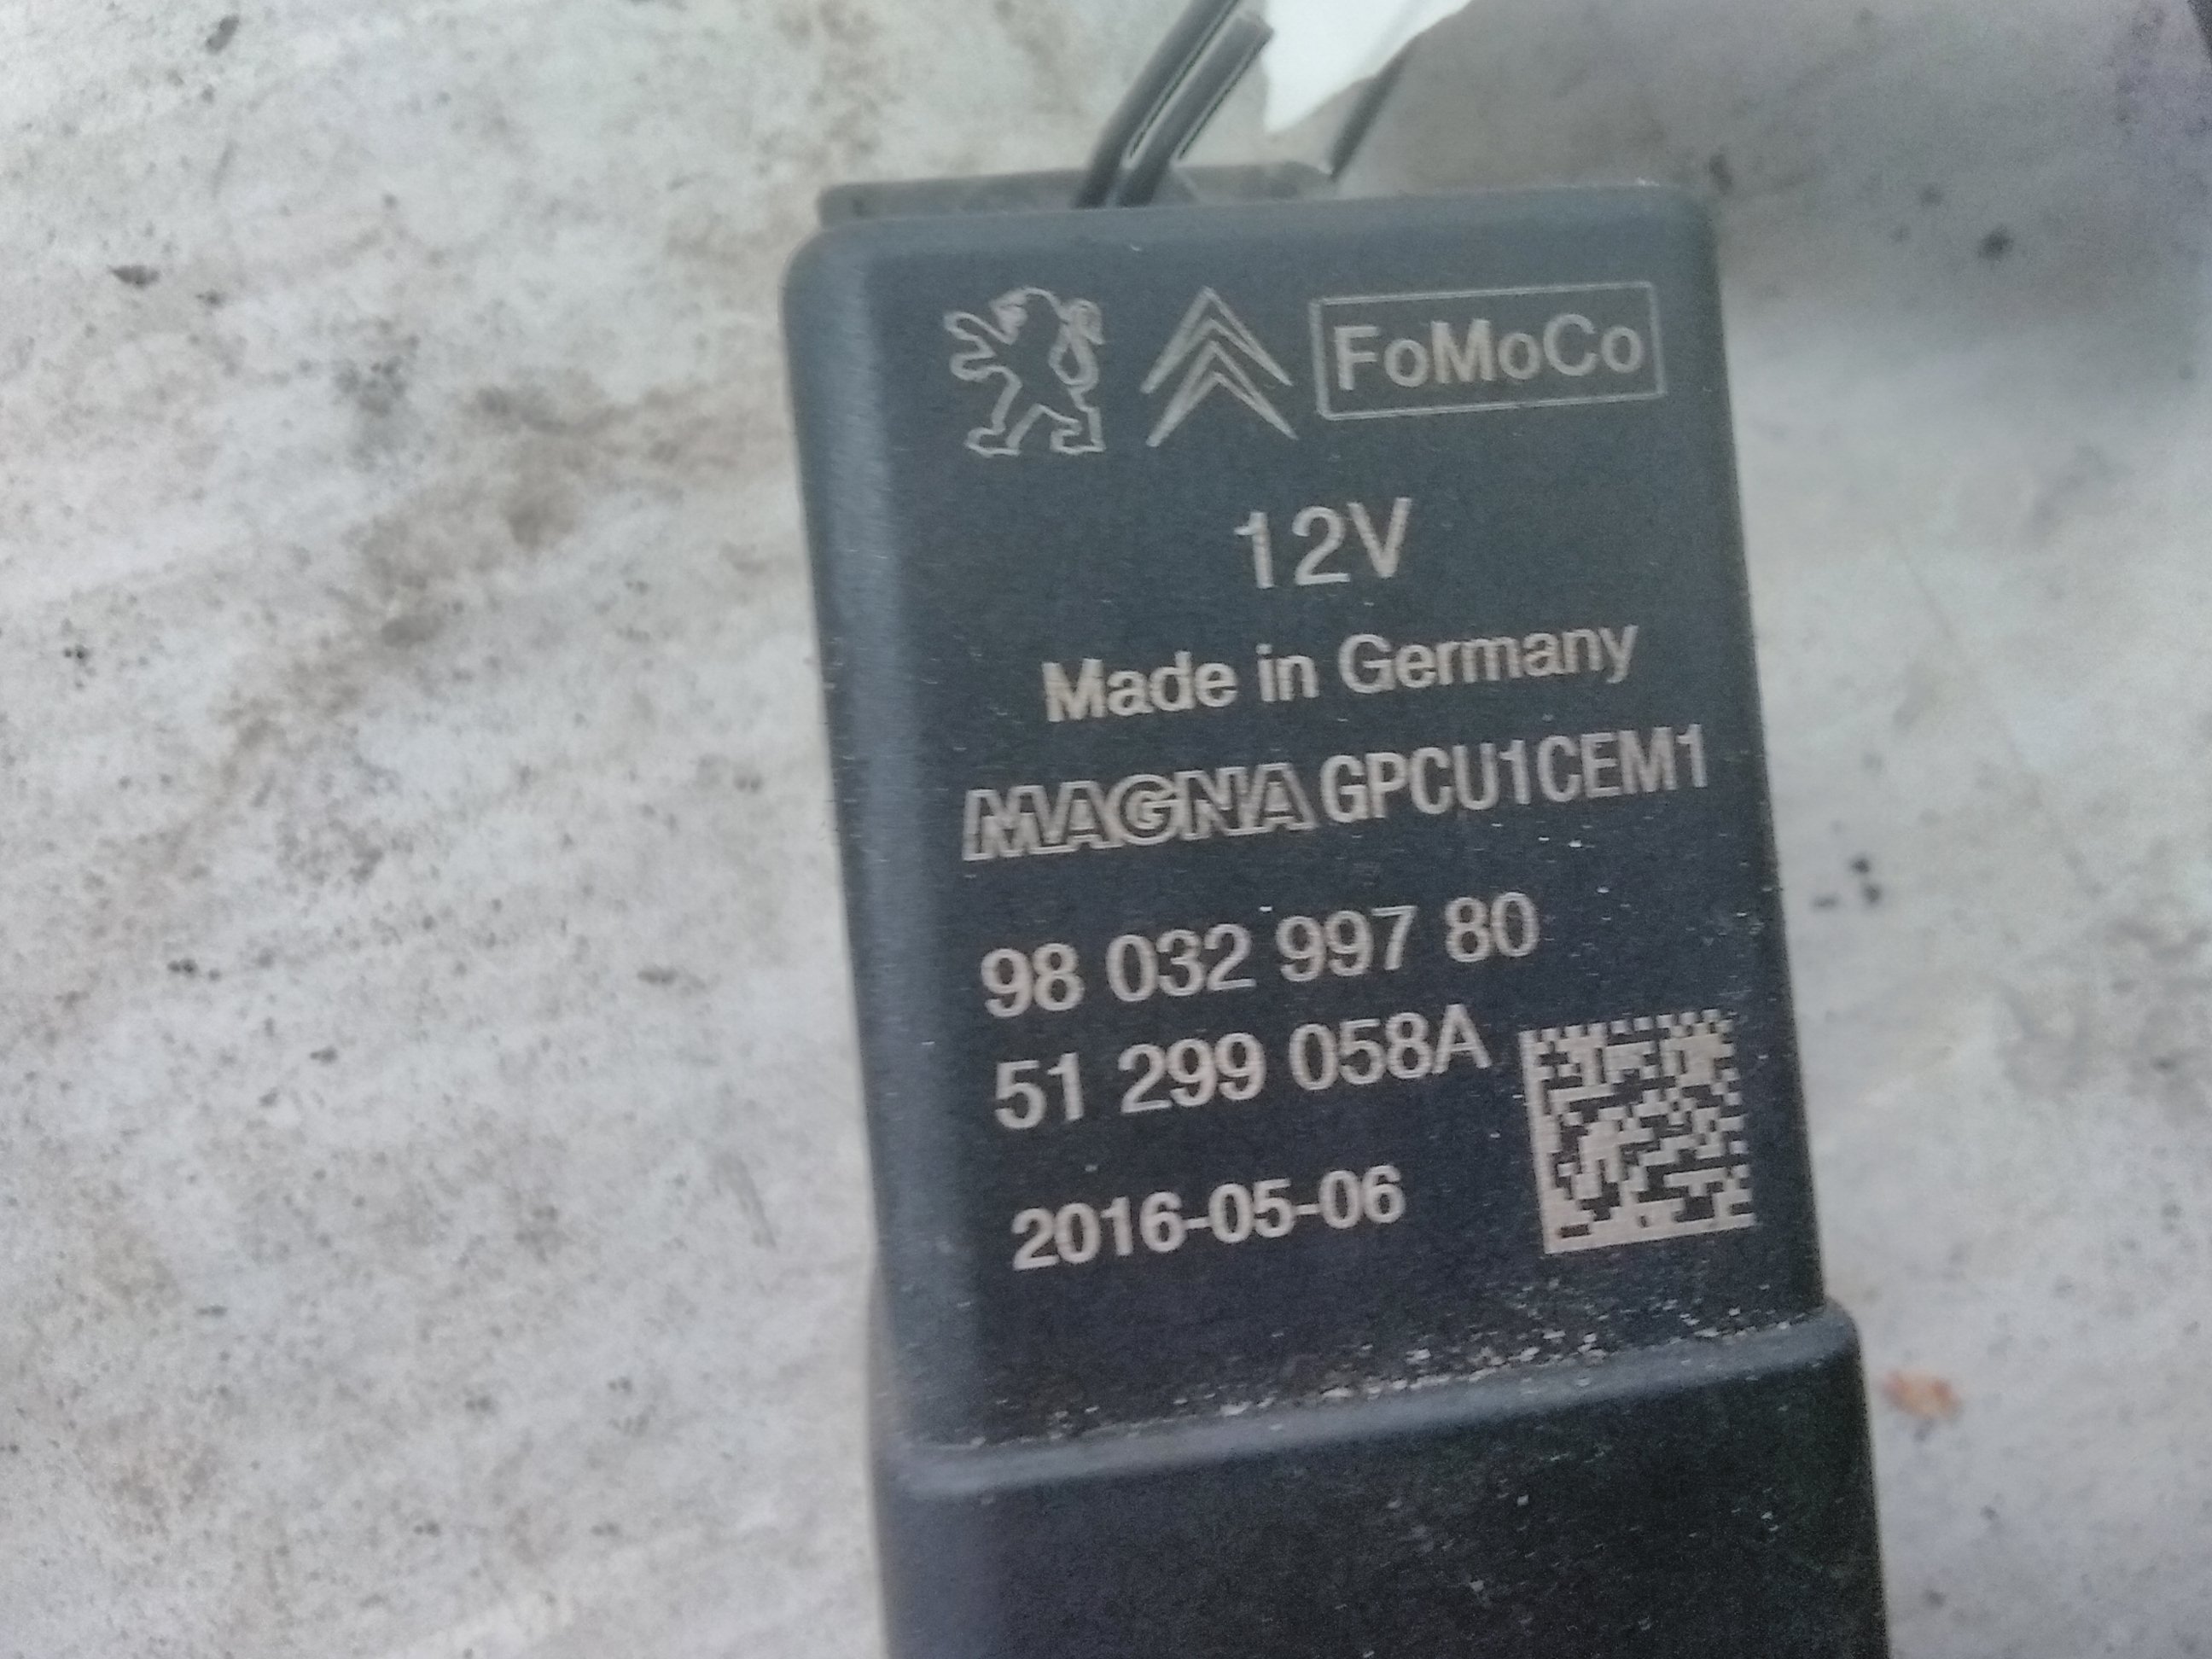 FoMoCo
12V
Made in Germany
MAGNA GPCU1CEM1
98 032 997 80
51 299 058A
2016-05-06